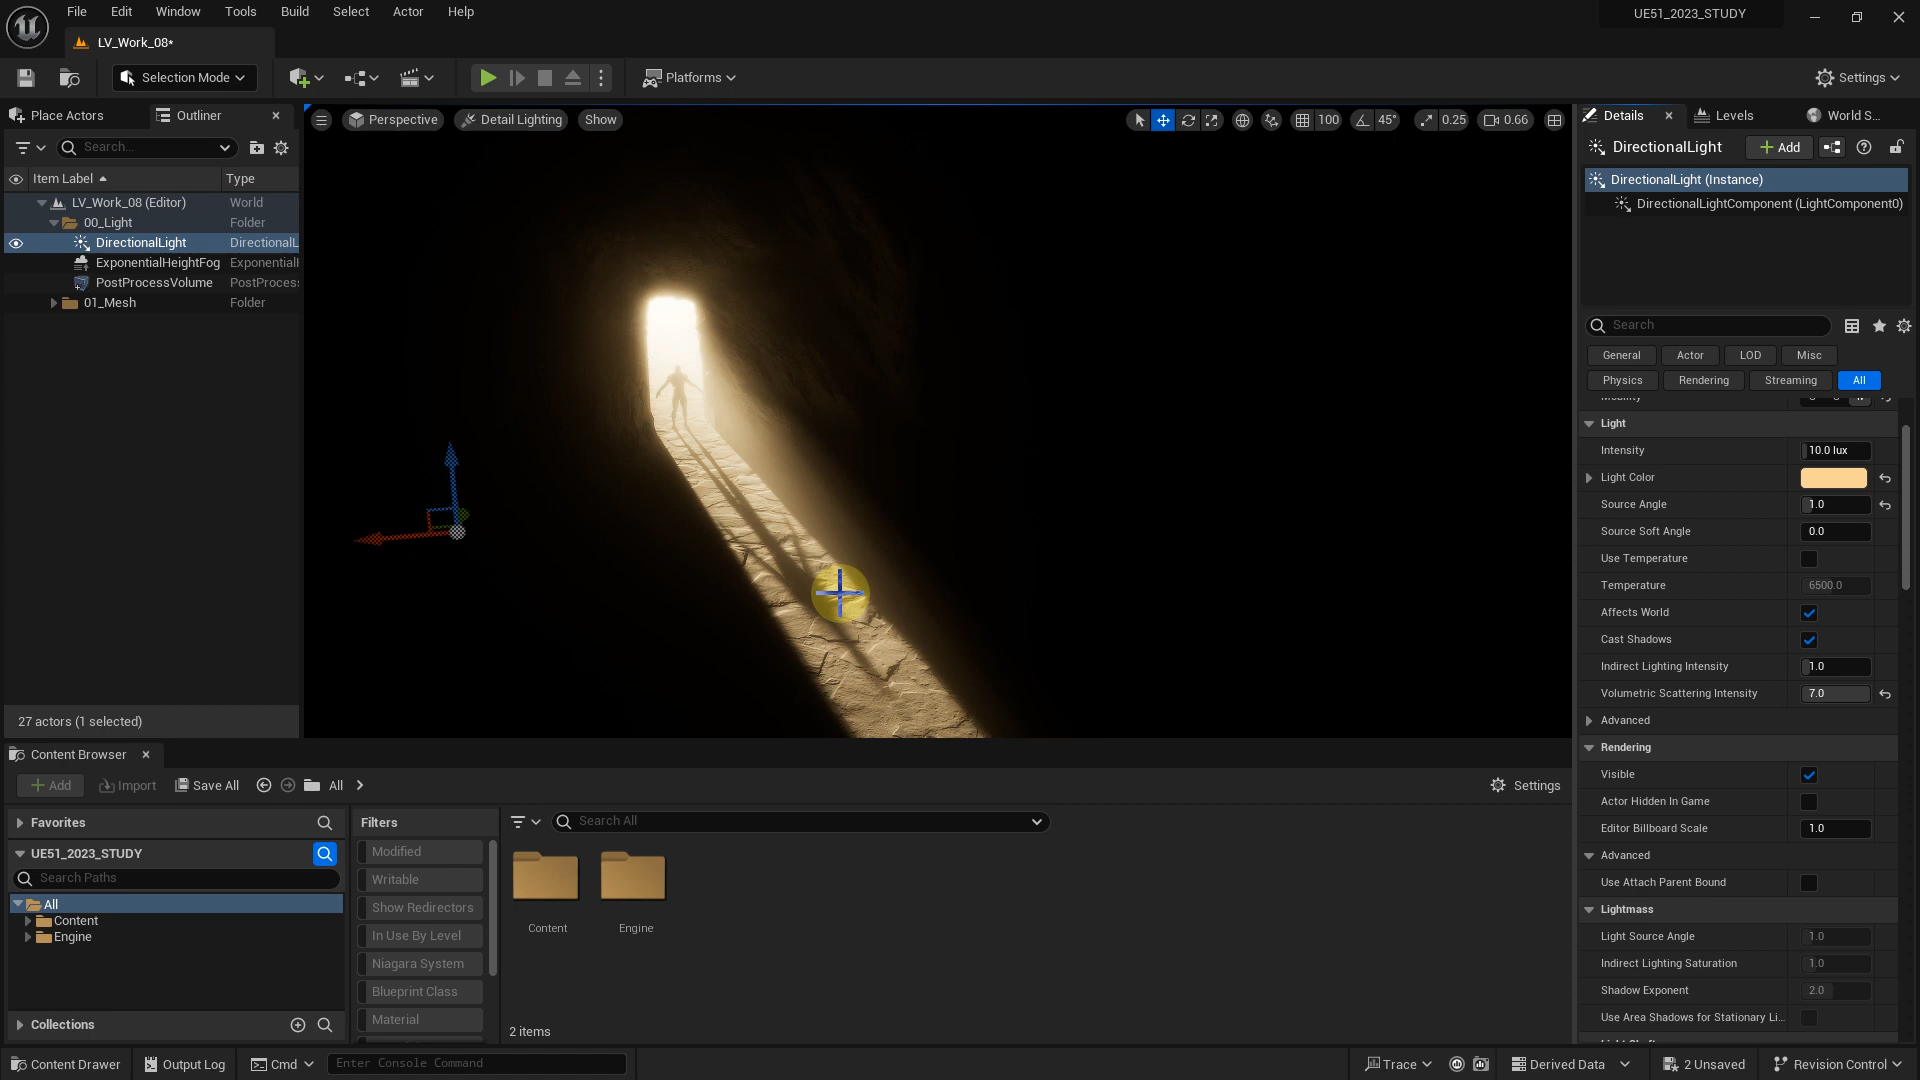 File Edit Window Tools Build Select Actor Help
UE51_2023_STUDY
LV_Work_08*
Selection Mode
Platforms
Settings
Place Actors
Outliner
Search...
Item Label
Type
LV_Work_08 (Editor) World
00_Light Folder
DirectionalLight DirectionalL
ExponentialHeightFog Exponential
PostProcessVolume PostProcess
01_Mesh Folder
27 actors (1 selected)
Perspective
Detail Lighting
Show
100
45°
0.25
0.66
Details
Levels
World S...
DirectionalLight
Add
DirectionalLight (Instance)
DirectionalLightComponent (LightComponent0)
Search
General Actor LOD Misc
Physics Rendering Streaming All
Light
Intensity 10.0 lux
Light Color
Source Angle 1.0
Source Soft Angle 0.0
Use Temperature
Temperature 6500.0
Affects World
Cast Shadows
Indirect Lighting Intensity 1.0
Volumetric Scattering Intensity 7.0
Advanced
Rendering
Visible
Actor Hidden In Game
Editor Billboard Scale 1.0
Advanced
Use Attach Parent Bound
Lightmass
Light Source Angle 1.0
Indirect Lighting Saturation 1.0
Shadow Exponent 2.0
Use Area Shadows for Stationary Li...
Content Browser
Add
Import
Save All
All
Settings
Favorites
UE51_2023_STUDY
Search Paths
All
Content
Engine
Collections
Filters
Modified
Writable
Show Redirectors
In Use By Level
Niagara System
Blueprint Class
Material
Search All
Content
Engine
2 items
Content Drawer
Output Log
Cmd
Enter Console Command
Trace
Derived Data
2 Unsaved
Revision Control